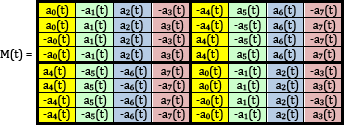 a₀(t) -a₁(t) a₂(t) -a₃(t) -a₄(t) a₅(t) a₆(t) -a₇(t)
a₀(t) a₁(t) a₂(t) a₃(t) -a₄(t) -a₅(t) a₆(t) a₇(t)
-a₀(t) a₁(t) a₂(t) -a₃(t) a₄(t) -a₅(t) a₆(t) -a₇(t)
M(t) = -a₀(t) -a₁(t) a₂(t) a₃(t) a₄(t) a₅(t) a₆(t) a₇(t)
a₄(t) -a₅(t) -a₆(t) -a₇(t) a₀(t) -a₁(t) a₂(t) -a₃(t)
a₄(t) a₅(t) -a₆(t) a₇(t) a₀(t) a₁(t) a₂(t) a₃(t)
-a₄(t) a₅(t) -a₆(t) -a₇(t) -a₀(t) a₁(t) a₂(t) -a₃(t)
-a₄(t) -a₅(t) -a₆(t) a₇(t) -a₀(t) -a₁(t) a₂(t) a₃(t)